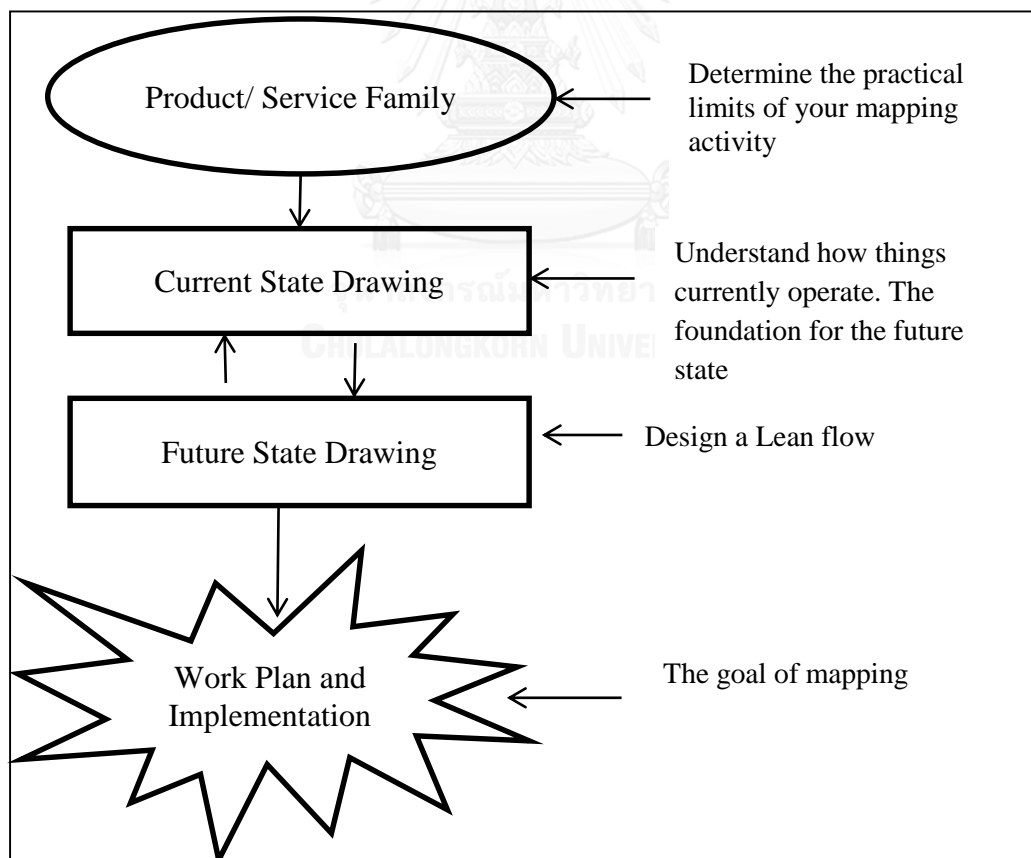 Product/ Service Family
Determine the practical
limits of your mapping
activity
Current State Drawing
Understand how things
currently operate. The
foundation for the future
state
CHULALONGKORN UNIVE
Future State Drawing
Design a Lean flow
Work Plan and
Implementation
The goal of mapping